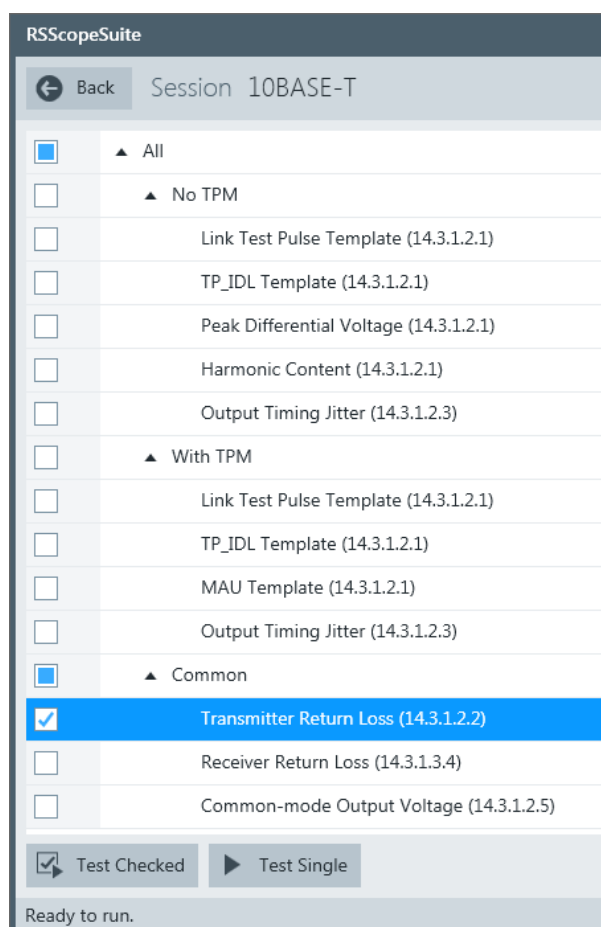 RSScopeSuite
Back Session 10BASE-T
All
No TPM
Link Test Pulse Template (14.3.1.2.1)
TP_IDL Template (14.3.1.2.1)
Peak Differential Voltage (14.3.1.2.1)
Harmonic Content (14.3.1.2.1)
Output Timing Jitter (14.3.1.2.3)
With TPM
Link Test Pulse Template (14.3.1.2.1)
TP_IDL Template (14.3.1.2.1)
MAU Template (14.3.1.2.1)
Output Timing Jitter (14.3.1.2.3)
Common
Transmitter Return Loss (14.3.1.2.2)
Receiver Return Loss (14.3.1.3.4)
Common-mode Output Voltage (14.3.1.2.5)
Test Checked Test Single
Ready to run.